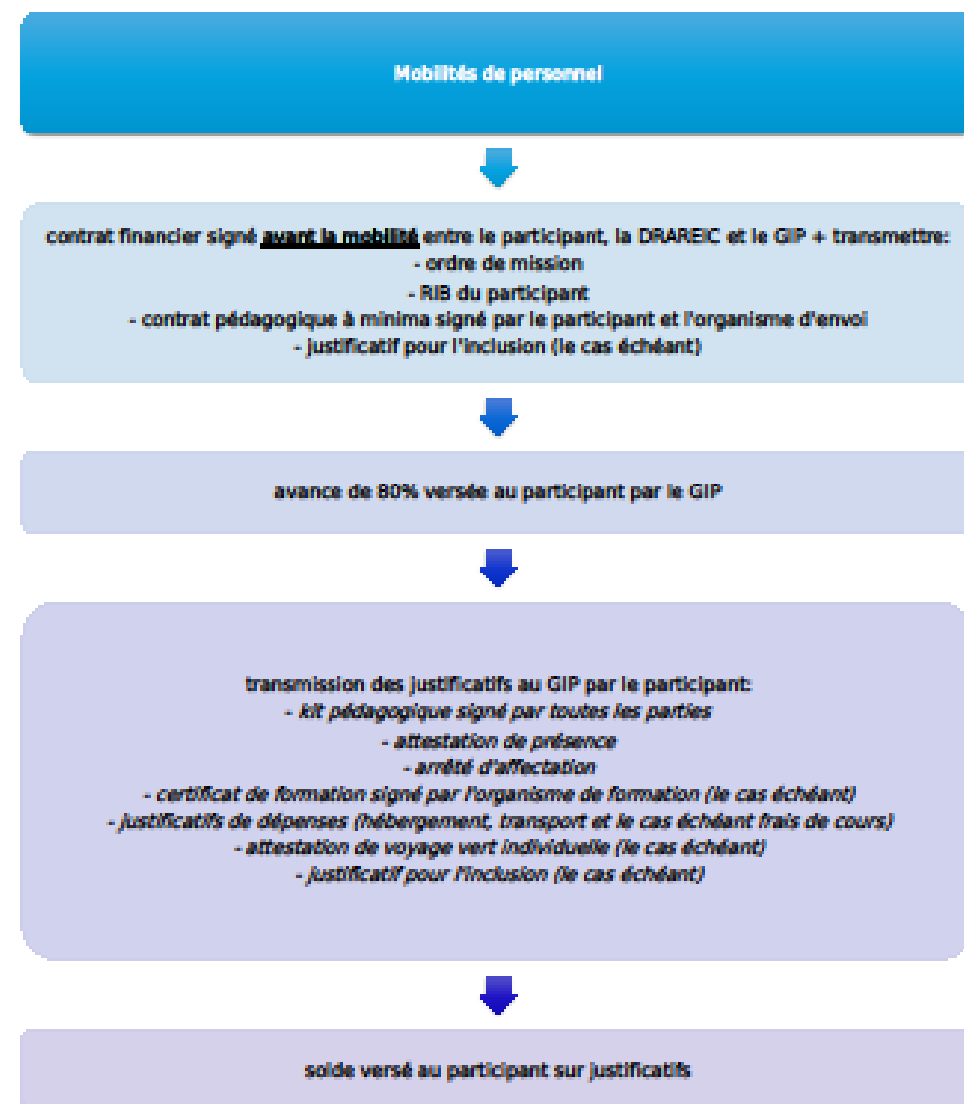 Mobilités de personnel
contrat financier signé avant la mobilité entre le participant, la DRAREIC et le GIP + transmettre:
- ordre de mission
- RIB du participant
- contrat pédagogique à minima signé par le participant et l'organisme d'envoi
- justificatif pour l'inclusion (le cas échéant)
avance de 80% versée au participant par le GIP
transmission des justificatifs au GIP par le participant:
- kit pédagogique signé par toutes les parties
- attestation de présence
- arrêté d'affectation
- certificat de formation signé par l'organisme de formation (le cas échéant)
- justificatifs de dépenses (hébergement, transport et le cas échéant frais de cours)
- attestation de voyage vert individuelle (le cas échéant)
- justificatif pour l'inclusion (le cas échéant)
solde versé au participant sur justificatifs